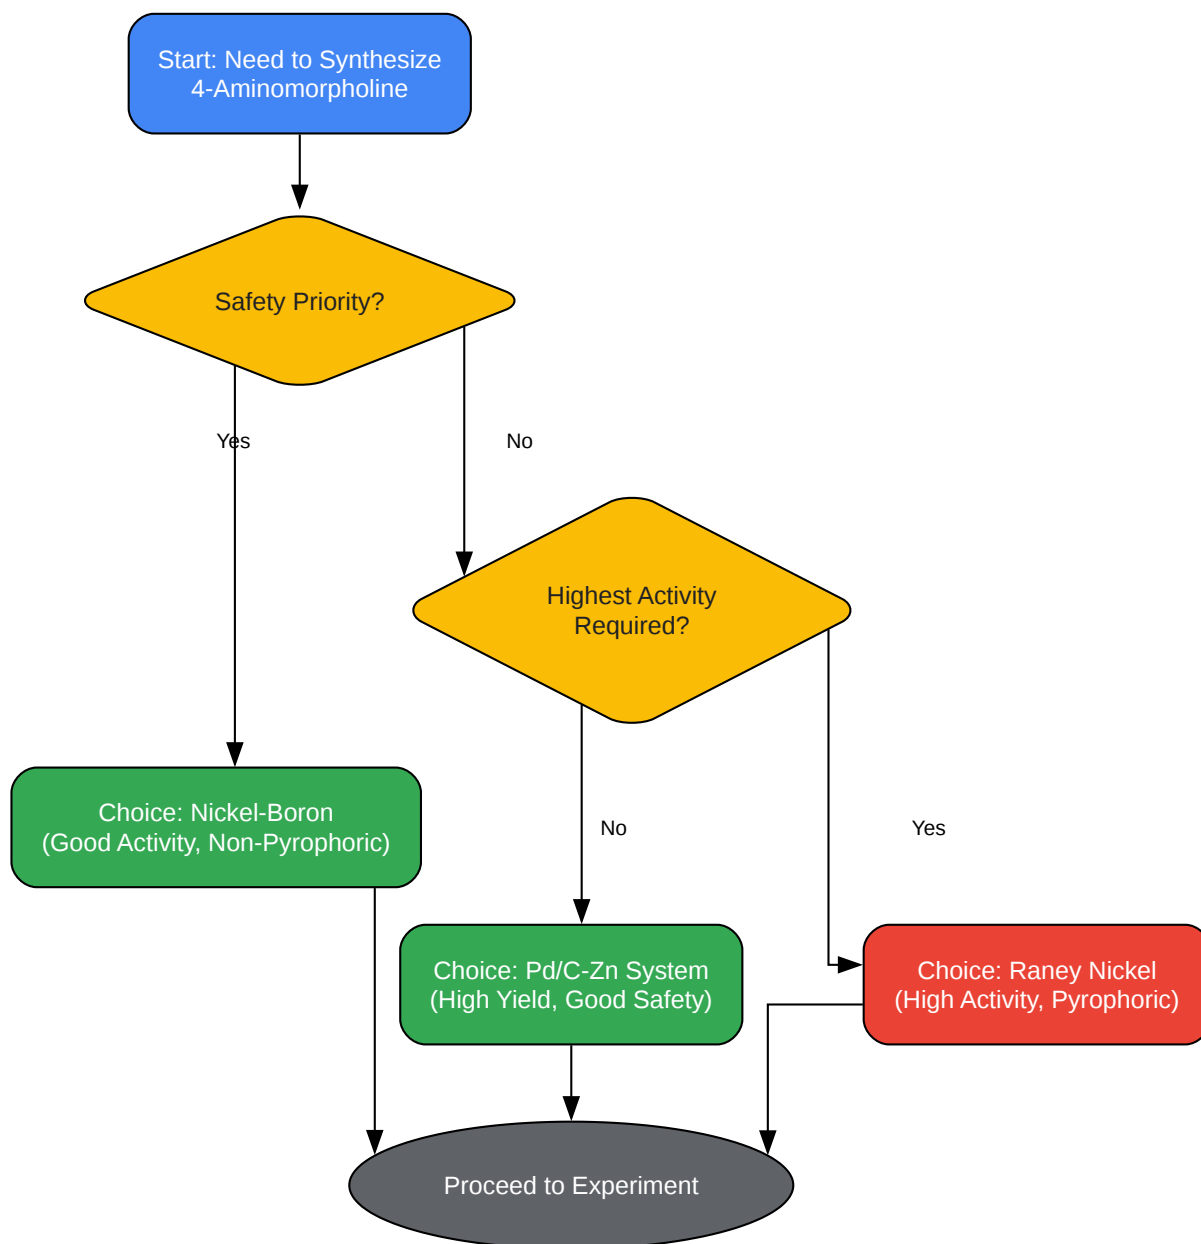 Start: Need to Synthesize
4-Aminomorpholine
Safety Priority?
Yes
No
Highest Activity
Required?
Choice: Nickel-Boron
(Good Activity, Non-Pyrophoric)
No
Yes
Choice: Pd/C-Zn System
(High Yield, Good Safety)
Choice: Raney Nickel
(High Activity, Pyrophoric)
Proceed to Experiment